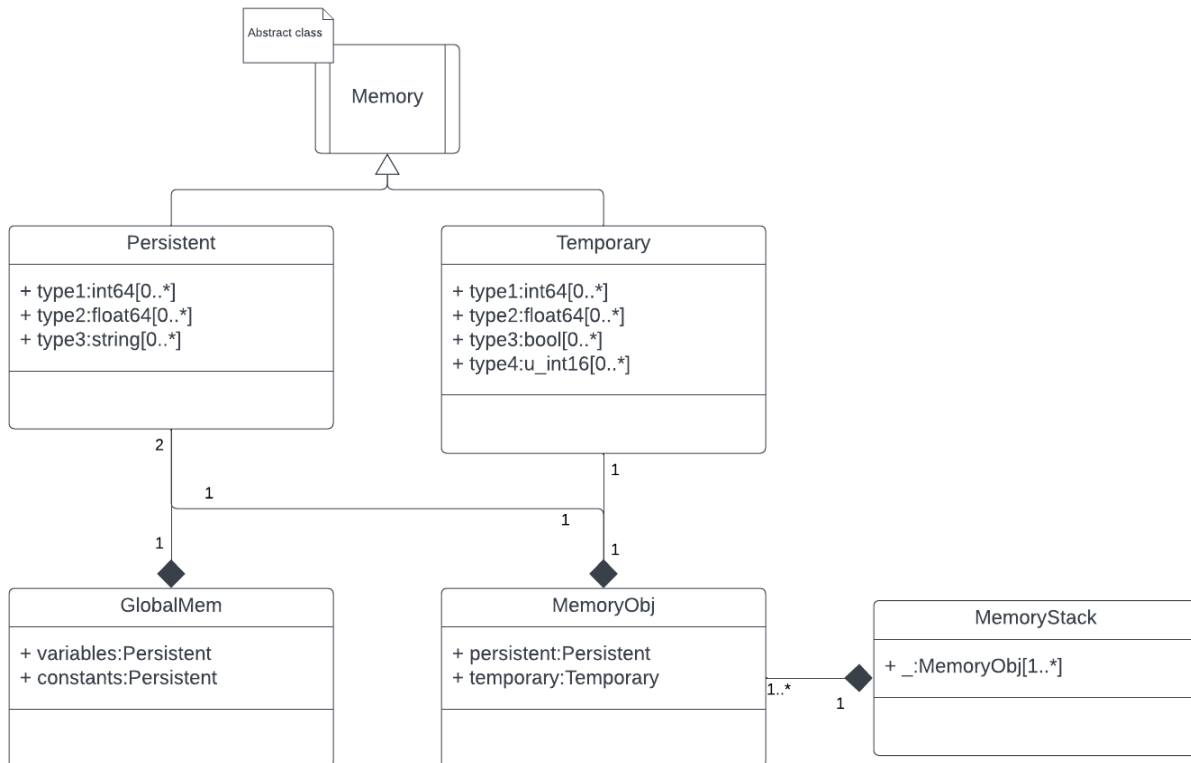 Abstract class
Memory
Persistent
+ type1:int64[0..*]
+ type2:float64[0..*]
+ type3:string[0..*]
Temporary
+ type1:int64[0..*]
+ type2:float64[0..*]
+ type3:bool[0..*]
+ type4:u_int16[0..*]
2
1
1
1
1
1
GlobalMem
+ variables:Persistent
+ constants:Persistent
MemoryObj
+ persistent:Persistent
+ temporary:Temporary
1..*
1
MemoryStack
+ _:MemoryObj[1..*]